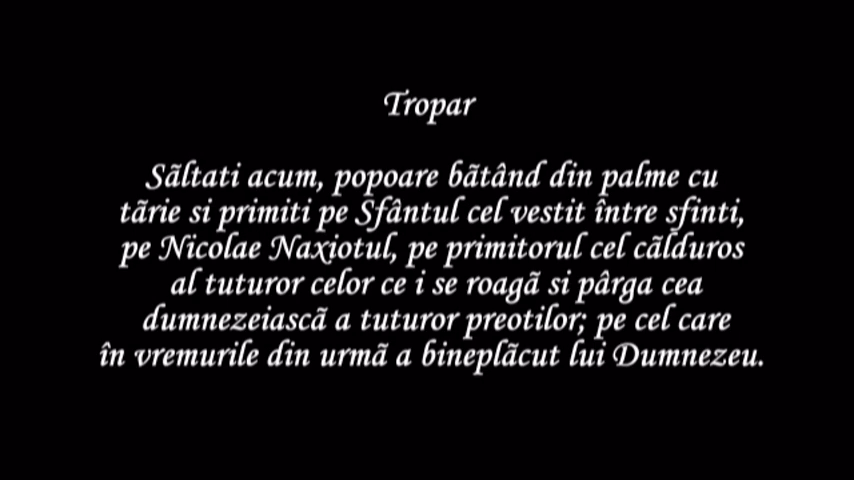 Tropar
Sãltati acum, popoare bãtând din palme cu
tãrie si primiti pe Sfântul cel vestit între sfinti,
pe Nicolae Naxiotul, pe primitorul cel cãlduros
al tuturor celor ce i se roagã si pârga cea
dumnezeiascã a tuturor preotilor; pe cel care
în vremurile din urmã a bineplãcut lui Dumnezeu.